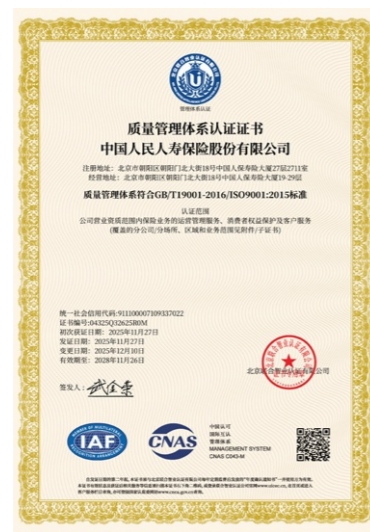 管理体系认证
质量管理体系认证证书
中国人民人寿保险股份有限公司
注册地址：北京市朝阳区朝阳门北大街18号中国人保寿险大厦27层2711室
经营地址：北京市朝阳区朝阳门北大街18号中国人保寿险大厦19-29层
质量管理体系符合GB/T19001-2016/ISO9001:2015标准
认证范围
公司营业资质范围内保险业务的运营管理服务、消费者权益保护及客户服务
(覆盖的分公司/分场所、区域和业务范围见附件/子证书)
统一社会信用代码:911100007109337022
证书编号:04325Q32625R0M
初次获证日期: 2025年11月27日
发证日期: 2025年11月27日
变更日期: 2025年12月10日
有效期至: 2028年11月26日
北京联合智业认证有限公司
签发人:
IAF
CNAS
中国认可
国际互认
管理体系
MANAGEMENT SYSTEM
CNAS C043-M